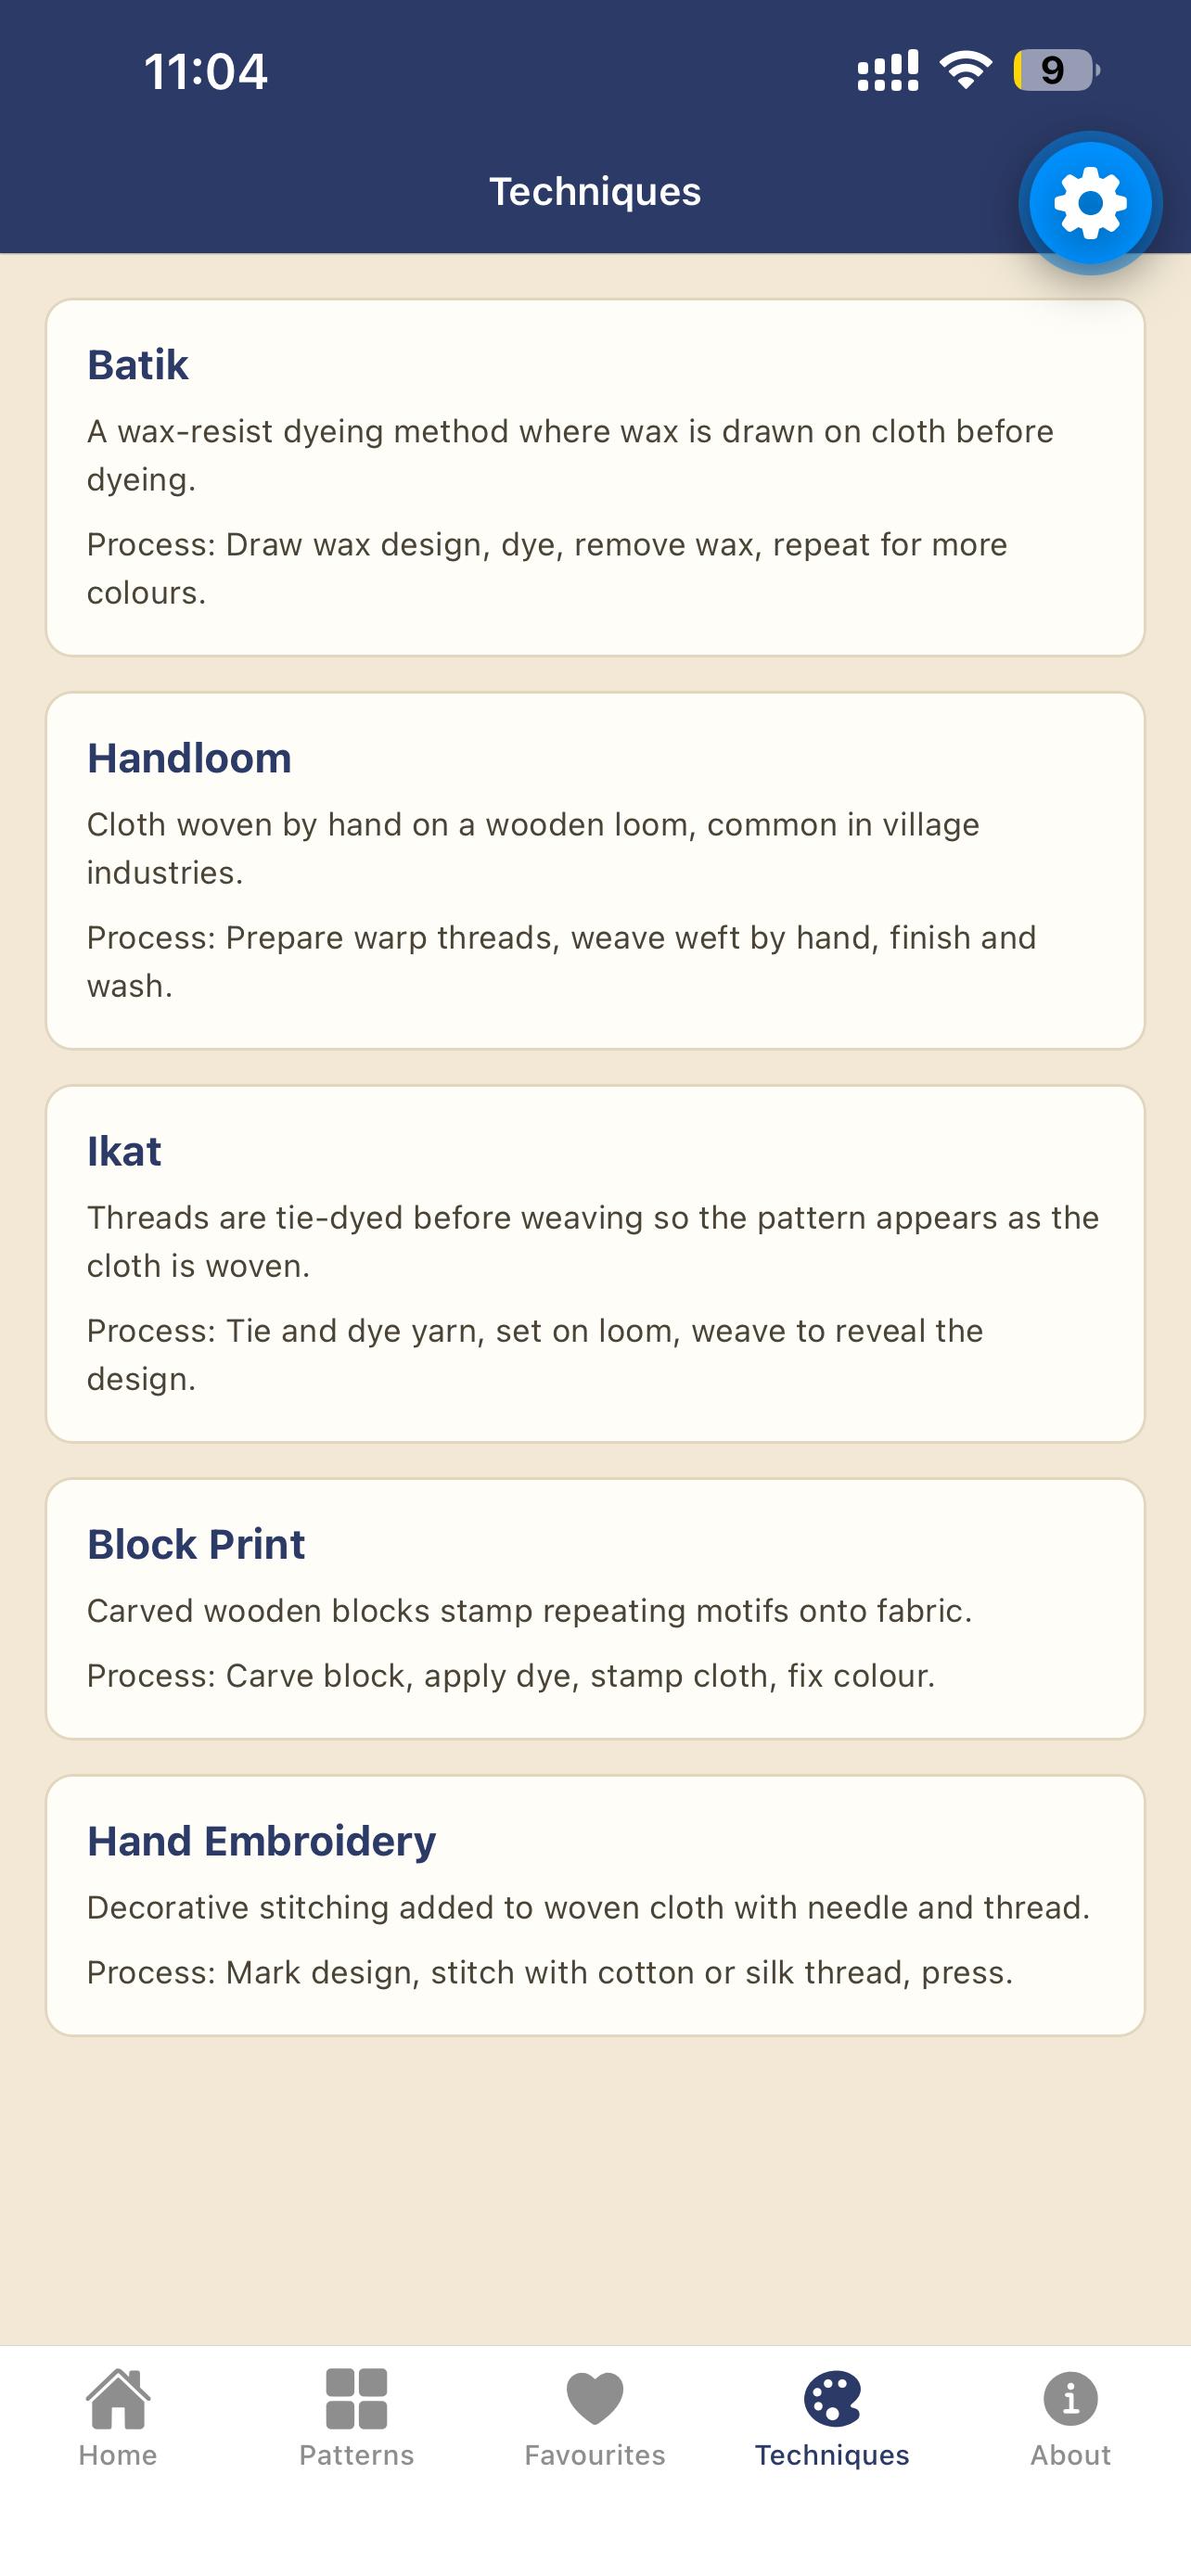 11:04
9
Techniques
Batik
A wax-resist dyeing method where wax is drawn on cloth before
dyeing.
Process: Draw wax design, dye, remove wax, repeat for more
colours.
Handloom
Cloth woven by hand on a wooden loom, common in village
industries.
Process: Prepare warp threads, weave weft by hand, finish and
wash.
Ikat
Threads are tie-dyed before weaving so the pattern appears as the
cloth is woven.
Process: Tie and dye yarn, set on loom, weave to reveal the
design.
Block Print
Carved wooden blocks stamp repeating motifs onto fabric.
Process: Carve block, apply dye, stamp cloth, fix colour.
Hand Embroidery
Decorative stitching added to woven cloth with needle and thread.
Process: Mark design, stitch with cotton or silk thread, press.
Home
Patterns
Favourites
Techniques
About